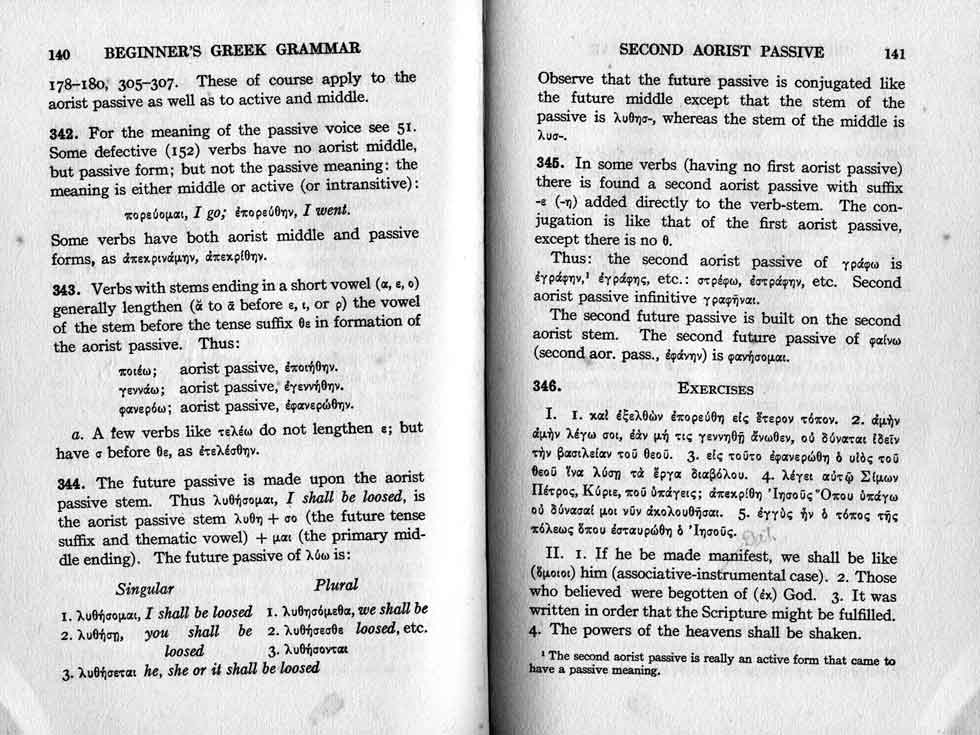 140 BEGINNER'S GREEK GRAMMAR
178–180, 305–307. These of course apply to the
aorist passive as well as to active and middle.
342. For the meaning of the passive voice see 51.
Some defective (152) verbs have no aorist middle,
but passive form; but not the passive meaning: the
meaning is either middle or active (or intransitive):
πορεύομαι, I go; ἐπορεύθην, I went.
Some verbs have both aorist middle and passive
forms, as ἀπεκρινάμην, ἀπεκρίθην.
343. Verbs with stems ending in a short vowel (α, ε, ο)
generally lengthen (ᾰ to ᾱ before ε, ι, or ρ) the vowel
of the stem before the tense suffix θε in formation of
the aorist passive. Thus:
ποιέω; aorist passive, ἐποιήθην.
γεννάω; aorist passive, ἐγεννήθην.
φανερόω; aorist passive, ἐφανερώθην.
a. A few verbs like τελέω do not lengthen ε; but
have σ before θε, as ἐτελέσθην.
344. The future passive is made upon the aorist
passive stem. Thus λυθήσομαι, I shall be loosed, is
the aorist passive stem λυθη + σο (the future tense
suffix and thematic vowel) + μαι (the primary mid-
dle ending). The future passive of λύω is:
Singular Plural
1. λυθήσομαι, I shall be loosed 1. λυθησόμεθα, we shall be
2. λυθήσῃ, you shall be 2. λυθήσεσθε loosed, etc.
loosed 3. λυθήσονται
3. λυθήσεται he, she or it shall be loosed
SECOND AORIST PASSIVE 141
Observe that the future passive is conjugated like
the future middle except that the stem of the
passive is λυθησ-, whereas the stem of the middle is
λυσ-.
345. In some verbs (having no first aorist passive)
there is found a second aorist passive with suffix
-ε (-η) added directly to the verb-stem. The con-
jugation is like that of the first aorist passive,
except there is no θ.
Thus: the second aorist passive of γράφω is
ἐγράφην,¹ ἐγράφης, etc.: στρέφω, ἐστράφην, etc. Second
aorist passive infinitive γραφῆναι.
The second future passive is built on the second
aorist stem. The second future passive of φαίνω
(second aor. pass., ἐφάνην) is φανήσομαι.
346. EXERCISES
I. 1. καὶ ἐξελθὼν ἐπορεύθη εἰς ἕτερον τόπον. 2. ἀμὴν
ἀμὴν λέγω σοι, ἐὰν μή τις γεννηθῇ ἄνωθεν, οὐ δύναται ἰδεῖν
τὴν βασιλείαν τοῦ θεοῦ. 3. εἰς τοῦτο ἐφανερώθη ὁ υἱὸς τοῦ
θεοῦ ἵνα λύσῃ τὰ ἔργα διαβόλου. 4. λέγει αὐτῷ Σίμων
Πέτρος, Κύριε, ποῦ ὑπάγεις; ἀπεκρίθη Ἰησοῦς Ὅπου ὑπάγω
οὐ δύνασαί μοι νῦν ἀκολουθῆσαι. 5. ἐγγὺς ἦν ὁ τόπος τῆς
πόλεως ὅπου ἐσταυρώθη ὁ Ἰησοῦς.
II. 1. If he be made manifest, we shall be like
(ὅμοιοι) him (associative-instrumental case). 2. Those
who believed were begotten of (ἐκ) God. 3. It was
written in order that the Scripture might be fulfilled.
4. The powers of the heavens shall be shaken.
¹ The second aorist passive is really an active form that came to
have a passive meaning.